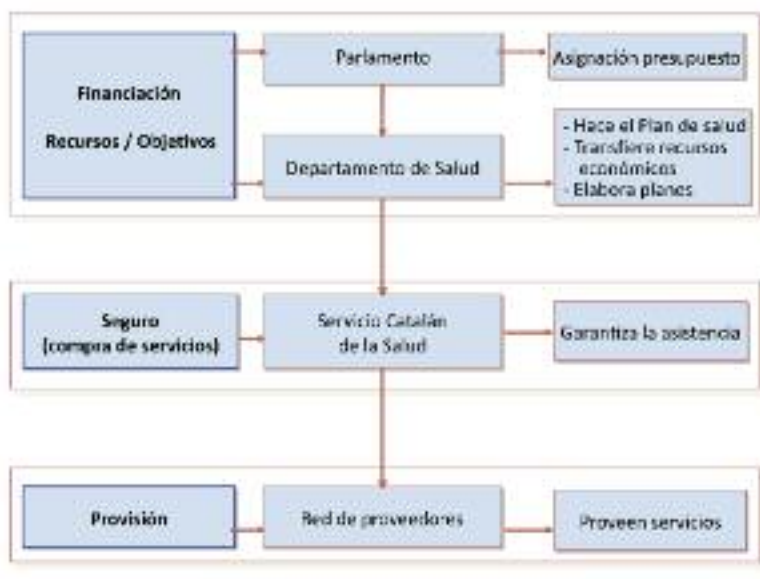 Financiación
Recursos / Objetivos
Parlamento
Asignación presupuesto
Departamento de Salud
- Hace el Plan de salud
- Transfiere recursos
económicos
- Elabora planes
Seguro
(compra de servicios)
Servicio Catalán
de la Salud
Garantiza la asistencia
Provisión
Red de proveedores
Proveen servicios